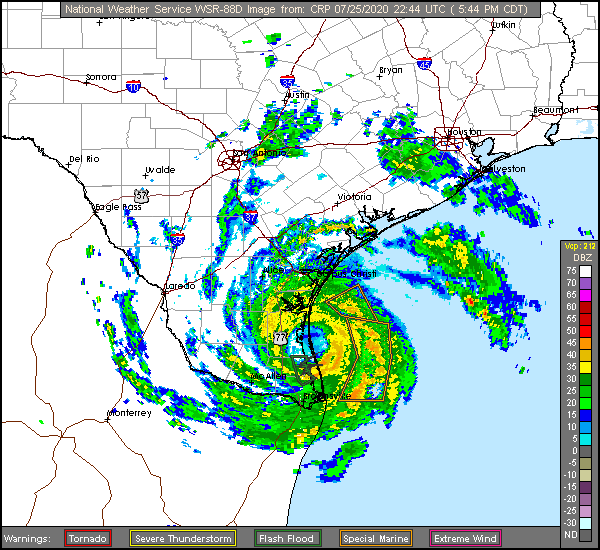 National Weather Service WSR-88D Image from: CRP 07/25/2020 22:44 UTC ( 5:44 PM CDT)
Lufkin
45
Bryan
Sonora
10
35
Austin
Beaumont
Houston
San Antonio
Del Rio
Uvalde
Galveston
57
Victoria
Eagle Pass
37
35
Vcp: 212
DBZ
75
70
65
60
55
50
45
40
35
30
25
20
15
10
5
0
-5
-10
-15
-20
-25
-30
ND
Alice
Laredo
77
McAllen
Brownsville
Monterrey
Warnings:
Tornado
Severe Thunderstorm
Flash Flood
Special Marine
Extreme Wind